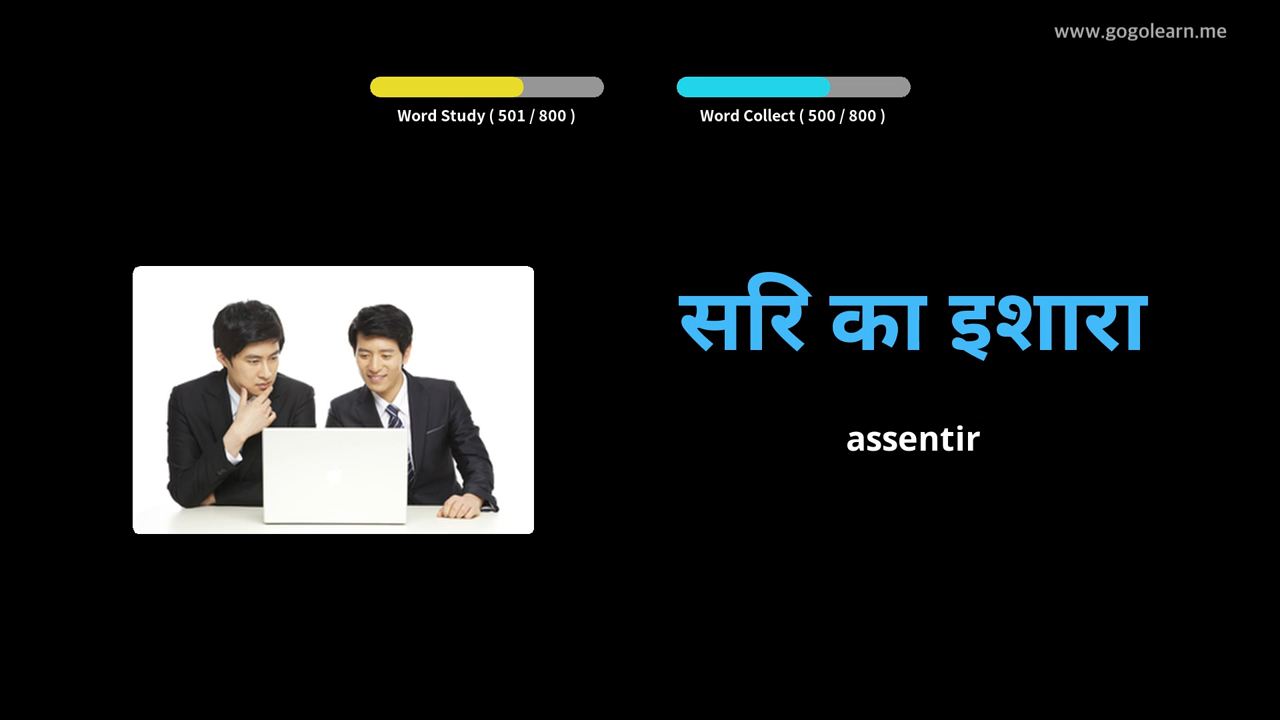 www.gogolearn.me
Word Study ( 501 / 800 )
Word Collect ( 500 / 800 )
सरि का इशारा
assentir